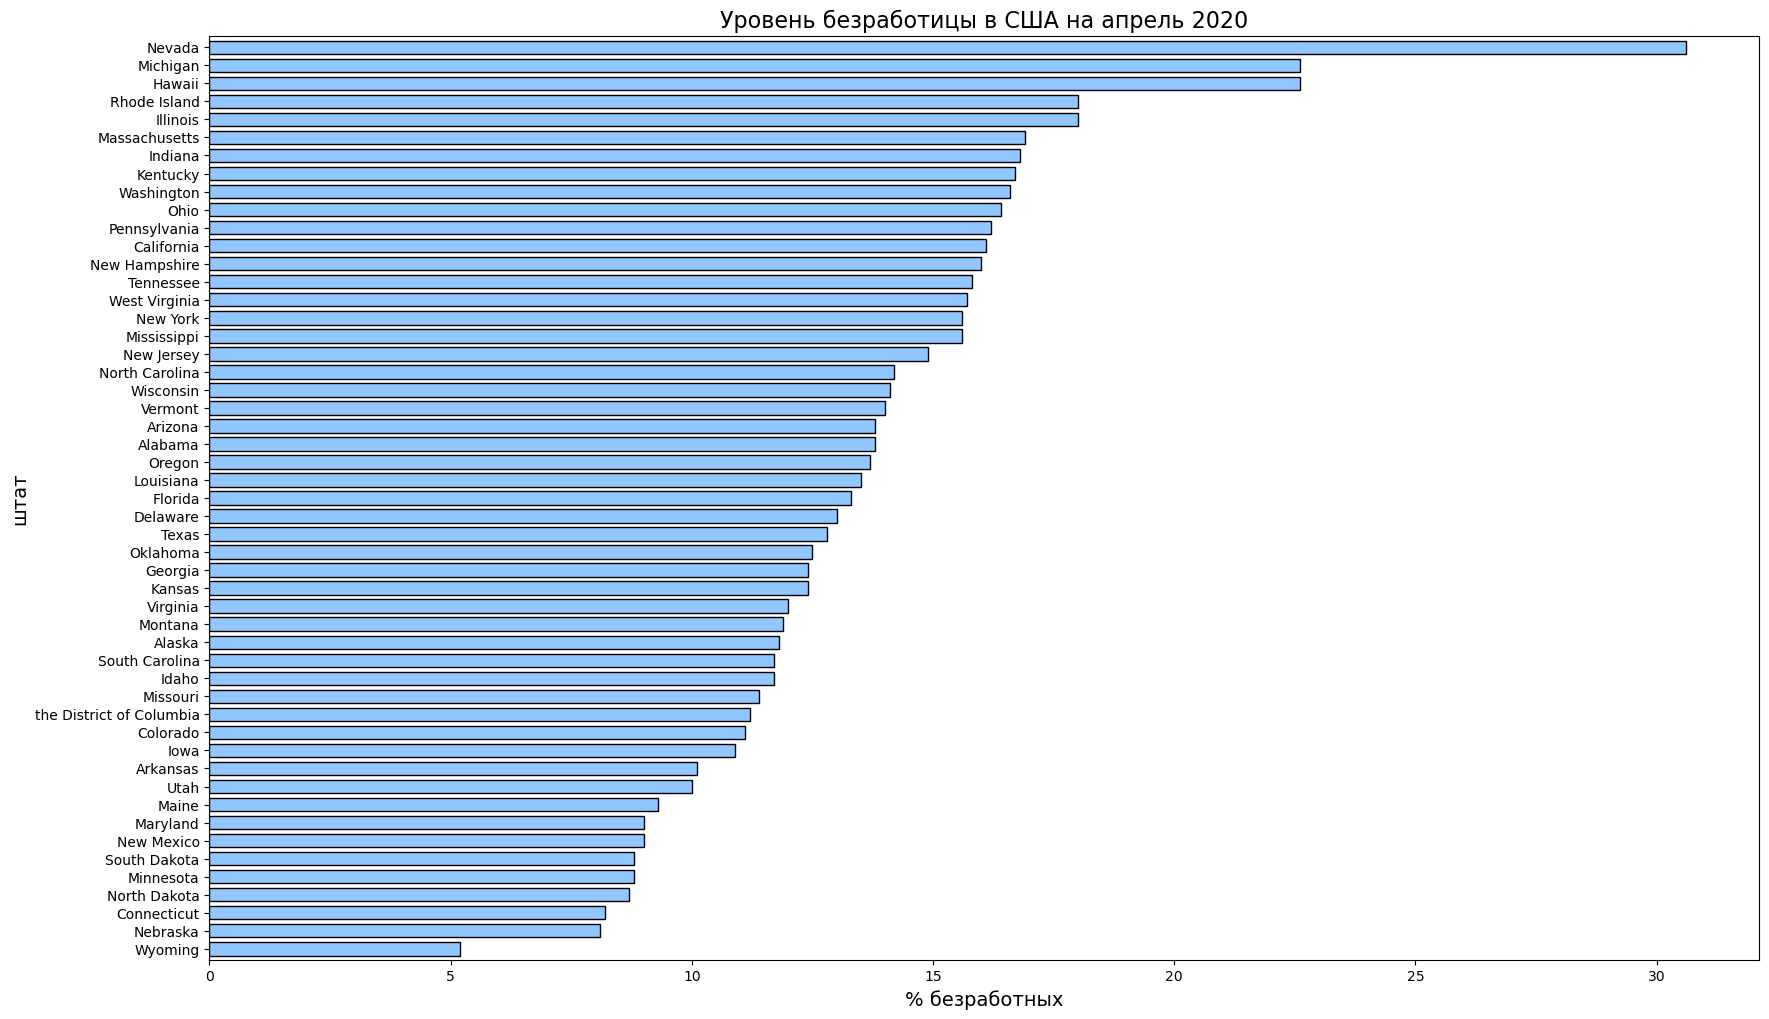 Уровень безработицы в США на апрель 2020
Nevada
Michigan
Hawaii
Rhode Island
Illinois
Massachusetts
Indiana
Kentucky
Washington
Ohio
Pennsylvania
California
New Hampshire
Tennessee
West Virginia
New York
Mississippi
New Jersey
North Carolina
Wisconsin
Vermont
Arizona
Alabama
Oregon
Louisiana
Florida
Delaware
Texas
Oklahoma
Georgia
Kansas
Virginia
Montana
Alaska
South Carolina
Idaho
Missouri
the District of Columbia
Colorado
Iowa
Arkansas
Utah
Maine
Maryland
New Mexico
South Dakota
Minnesota
North Dakota
Connecticut
Nebraska
Wyoming
штат
0 5 10 15 20 25 30
% безработных